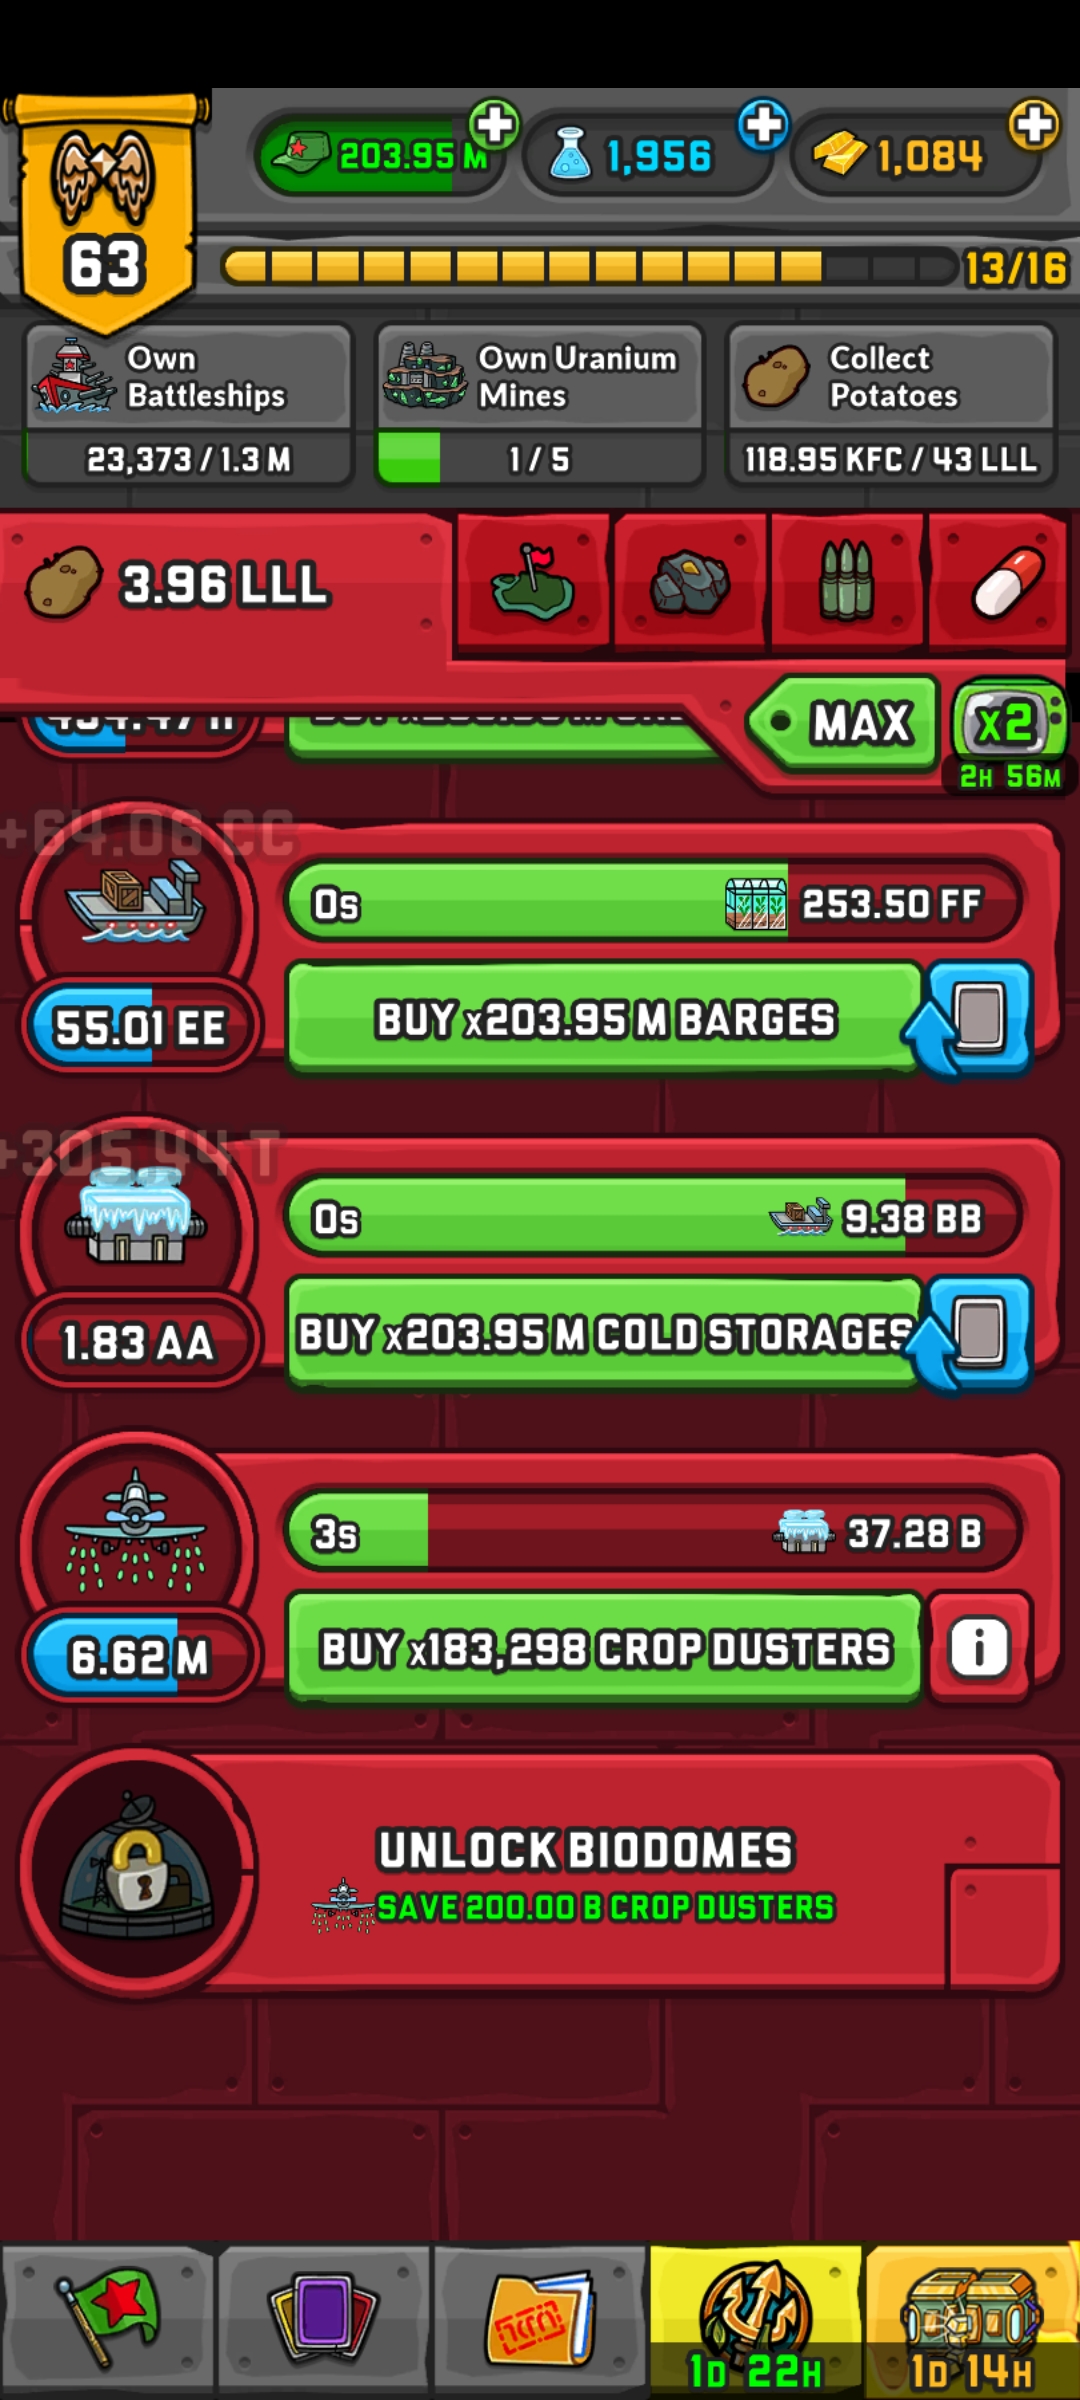 203.95 M
1,956
1,084
63
13/16
Own
Battleships
23,373 / 1.3 M
Own Uranium
Mines
1 / 5
Collect
Potatoes
118.95 KFC / 43 LLL
3.96 LLL
MAX
x2
2H 56M
+64.06 CC
0s
253.50 FF
55.01 EE
BUY x203.95 M BARGES
+305.44 T
0s
9.38 BB
1.83 AA
BUY x203.95 M COLD STORAGES
3s
37.28 B
6.62 M
BUY x183,298 CROP DUSTERS
i
UNLOCK BIODOMES
SAVE 200.00 B CROP DUSTERS
1D 22H
1D 14H